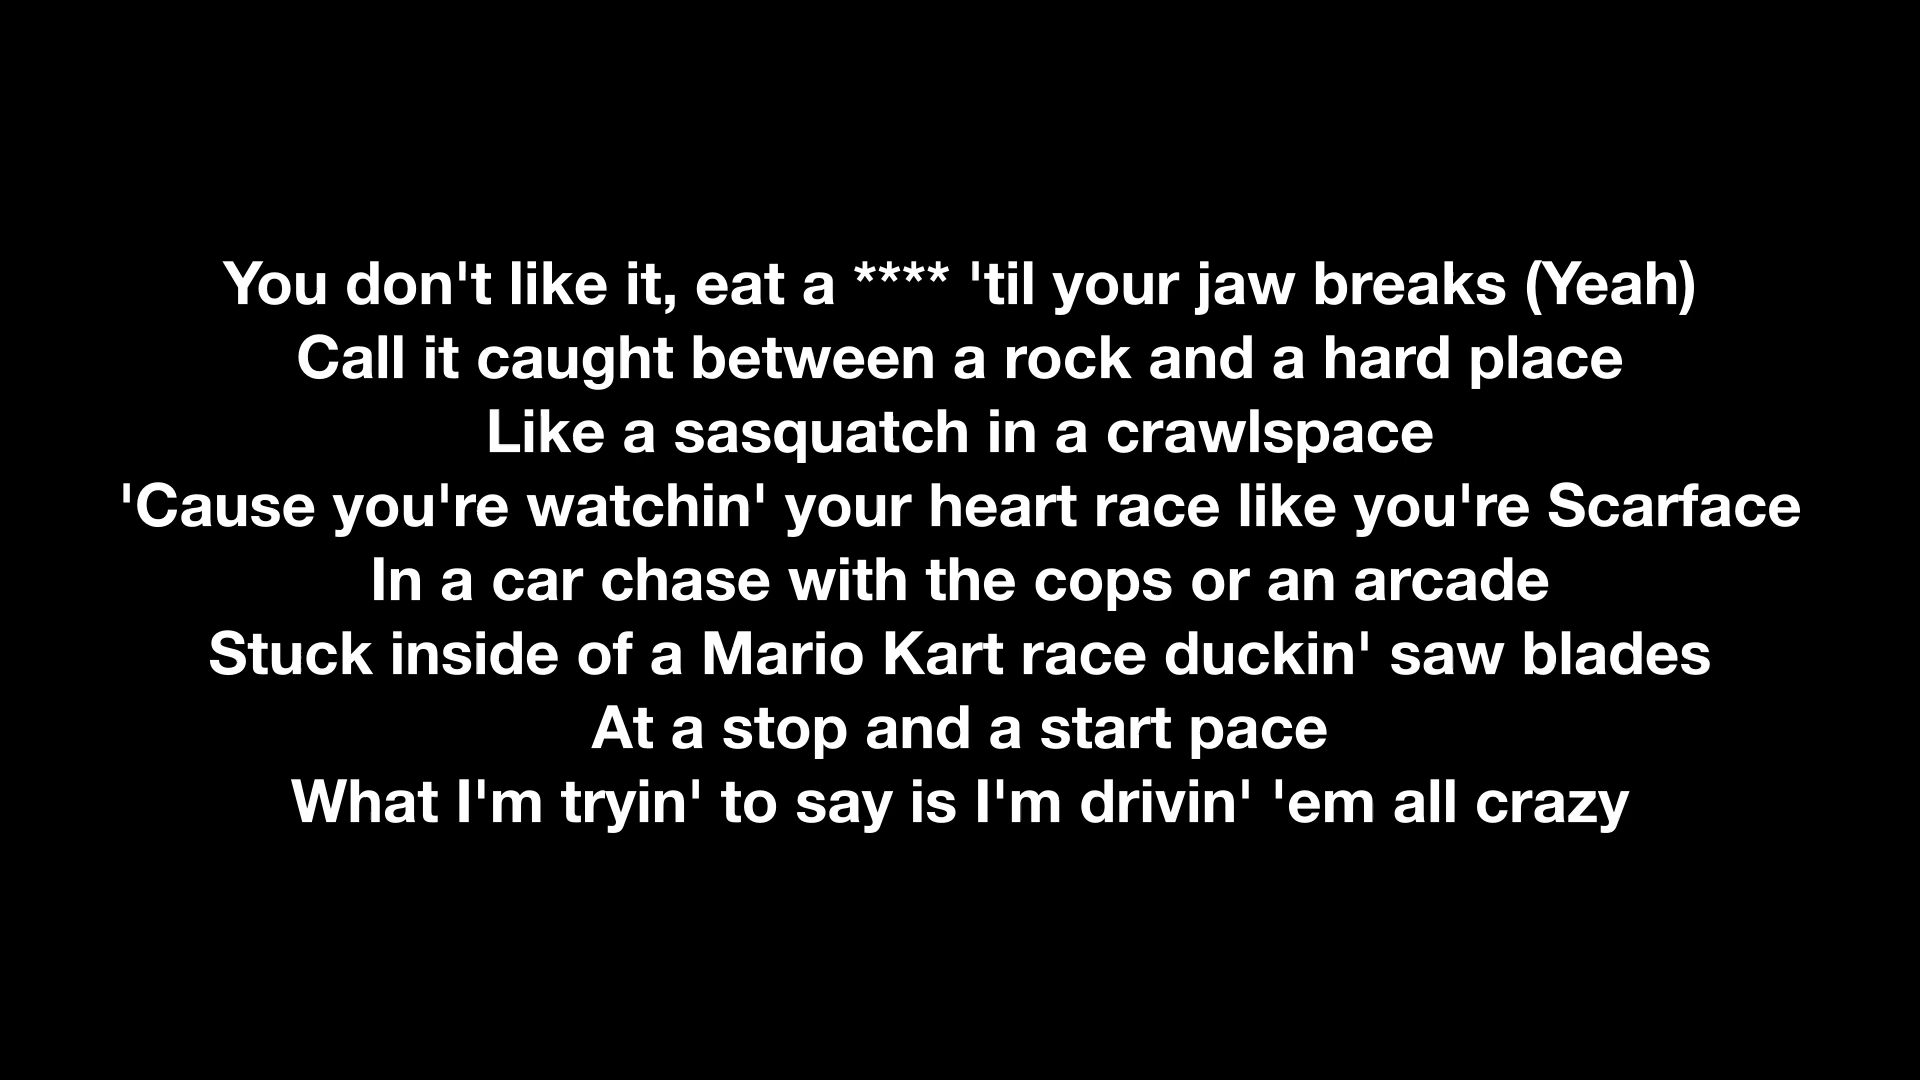 You don't like it, eat a **** 'til your jaw breaks (Yeah)
Call it caught between a rock and a hard place
Like a sasquatch in a crawlspace
'Cause you're watchin' your heart race like you're Scarface
In a car chase with the cops or an arcade
Stuck inside of a Mario Kart race duckin' saw blades
At a stop and a start pace
What I'm tryin' to say is I'm drivin' 'em all crazy